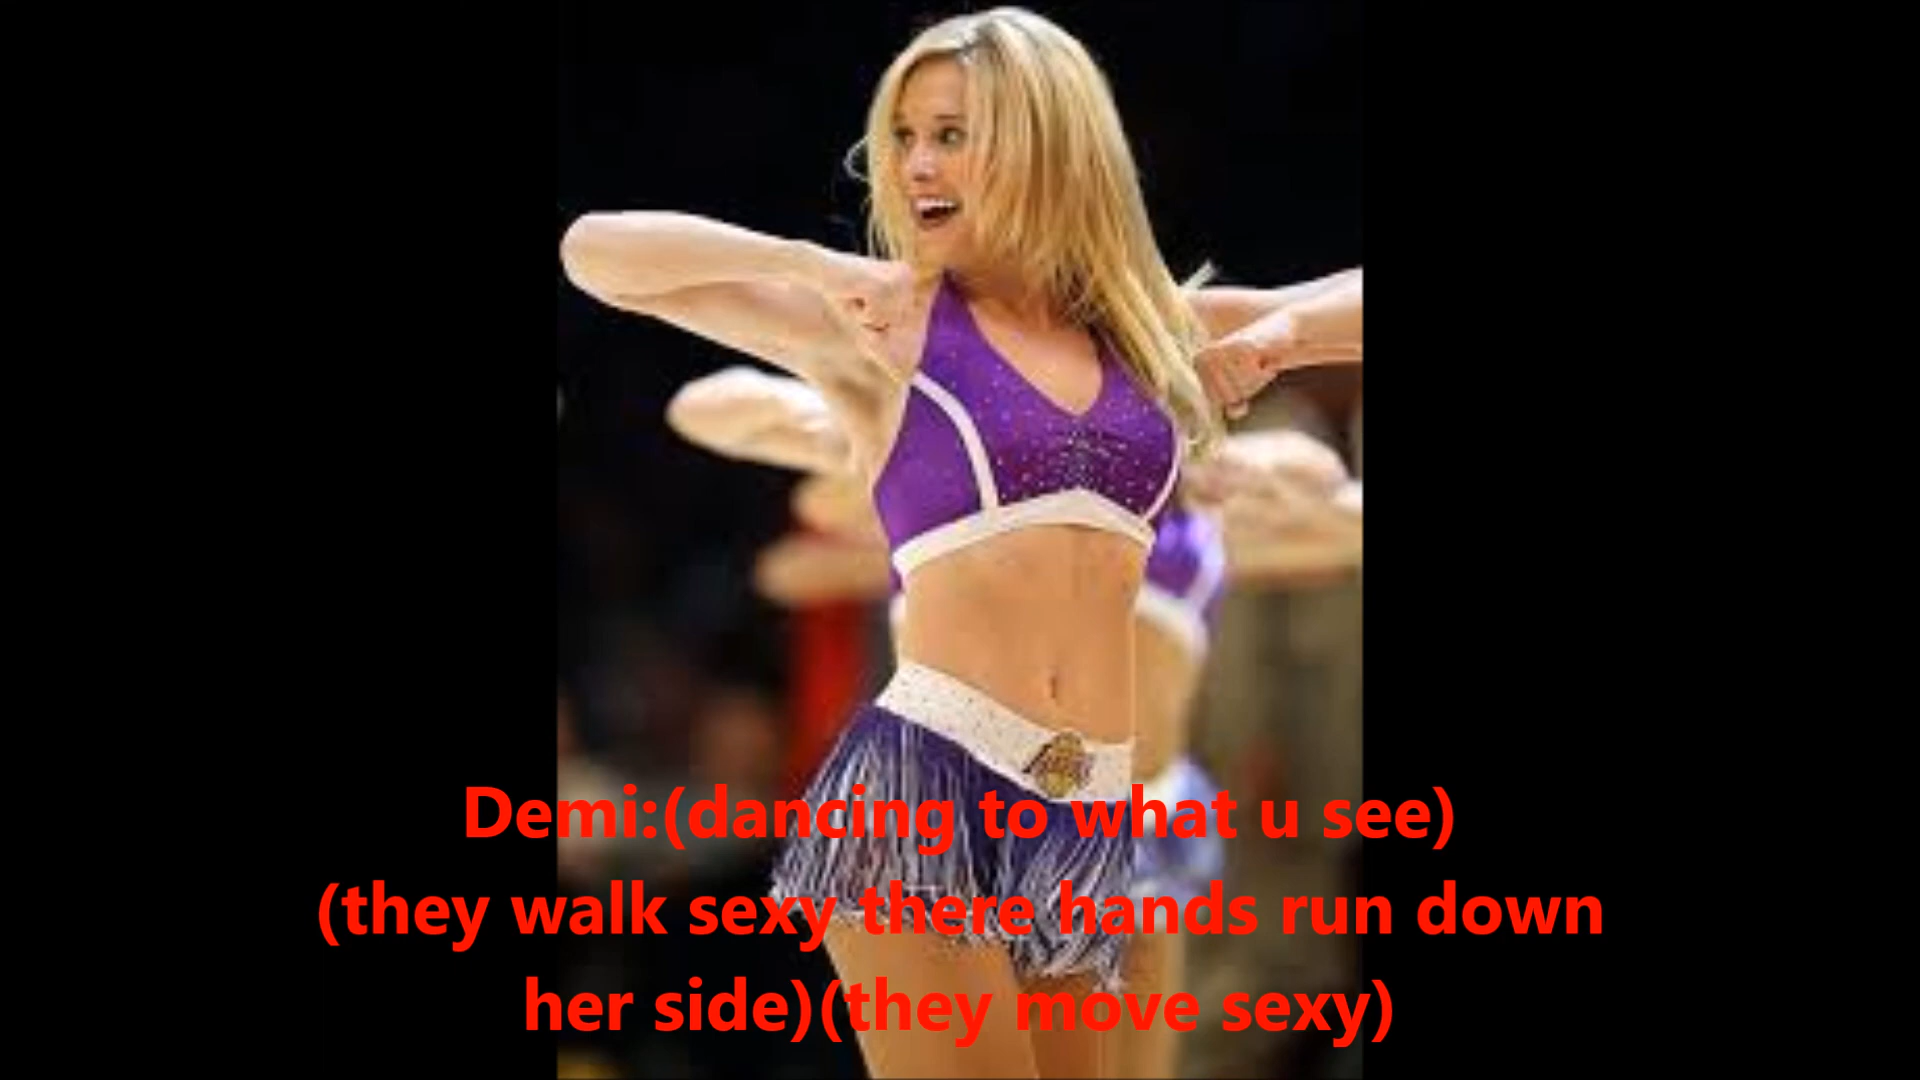 Demi:(dancing to what u see)
(they walk sexy there hands run down
her side)(they move sexy)